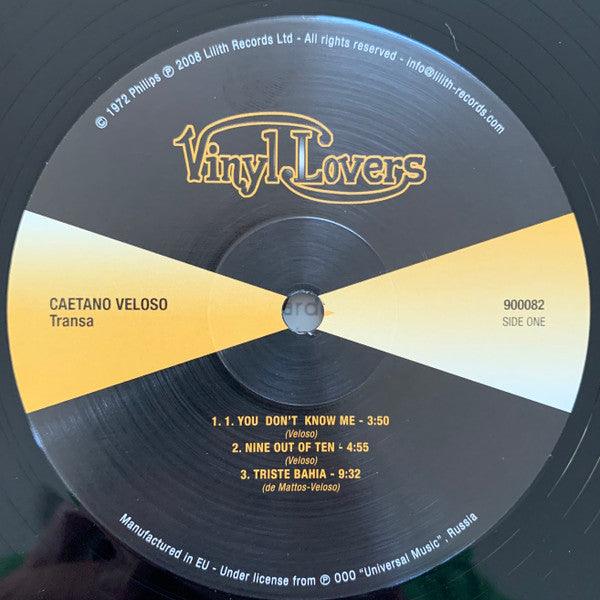 © 1972 Philips ℗ 2008 Lilith Records Ltd - All rights reserved - info@lilith-records.com
Vinyl Lovers
CAETANO VELOSO
Transa
900082
SIDE ONE
1. 1. YOU DON'T KNOW ME - 3:50
(Veloso)
2. NINE OUT OF TEN - 4:55
(Veloso)
3. TRISTE BAHIA - 9:32
(de Mattos-Veloso)
Manufactured in EU - Under license from ℗ OOO "Universal Music", Russia